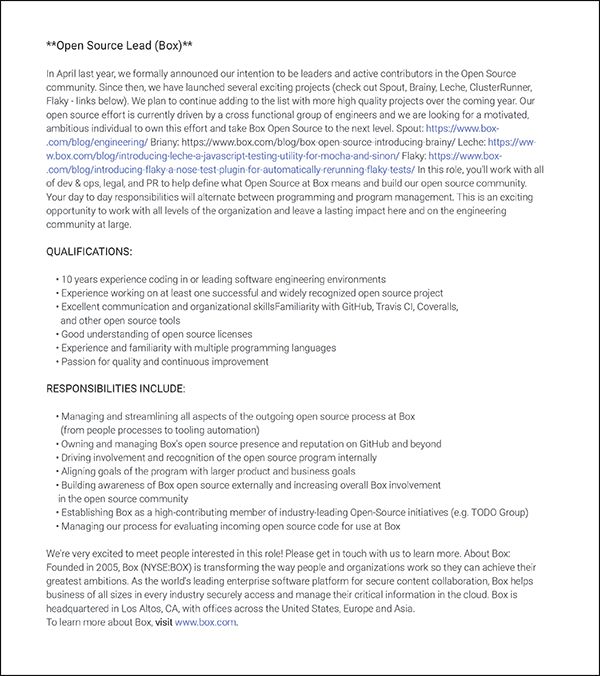 **Open Source Lead (Box)**
In April last year, we formally announced our intention to be leaders and active contributors in the Open Source
community. Since then, we have launched several exciting projects (check out Spout, Brainy, Leche, ClusterRunner,
Flaky - links below). We plan to continue adding to the list with more high quality projects over the coming year. Our
open source effort is currently driven by a cross functional group of engineers and we are looking for a motivated,
ambitious individual to own this effort and take Box Open Source to the next level. Spout: https://www.box-
.com/blog/engineering/ Briany: https://www.box.com/blog/box-open-source-introducing-brainy/ Leche: https://ww-
w.box.com/blog/introducing-leche-a-javascript-testing-utility-for-mocha-and-sinon/ Flaky: https://www.box-
.com/blog/introducing-flaky-a-nose-test-plugin-for-automatically-rerunning-flaky-tests/ In this role, you'll work with all
of dev & ops, legal, and PR to help define what Open Source at Box means and build our open source community.
Your day to day responsibilities will alternate between programming and program management. This is an exciting
opportunity to work with all levels of the organization and leave a lasting impact here and on the engineering
community at large.
QUALIFICATIONS:
• 10 years experience coding in or leading software engineering environments
• Experience working on at least one successful and widely recognized open source project
• Excellent communication and organizational skillsFamiliarity with GitHub, Travis CI, Coveralls,
and other open source tools
• Good understanding of open source licenses
• Experience and familiarity with multiple programming languages
• Passion for quality and continuous improvement
RESPONSIBILITIES INCLUDE:
• Managing and streamlining all aspects of the outgoing open source process at Box
(from people processes to tooling automation)
• Owning and managing Box's open source presence and reputation on GitHub and beyond
• Driving involvement and recognition of the open source program internally
• Aligning goals of the program with larger product and business goals
• Building awareness of Box open source externally and increasing overall Box involvement
in the open source community
• Establishing Box as a high-contributing member of industry-leading Open-Source initiatives (e.g. TODO Group)
• Managing our process for evaluating incoming open source code for use at Box
We're very excited to meet people interested in this role! Please get in touch with us to learn more. About Box:
Founded in 2005, Box (NYSE:BOX) is transforming the way people and organizations work so they can achieve their
greatest ambitions. As the world's leading enterprise software platform for secure content collaboration, Box helps
business of all sizes in every industry securely access and manage their critical information in the cloud. Box is
headquartered in Los Altos, CA, with offices across the United States, Europe and Asia.
To learn more about Box, visit www.box.com.